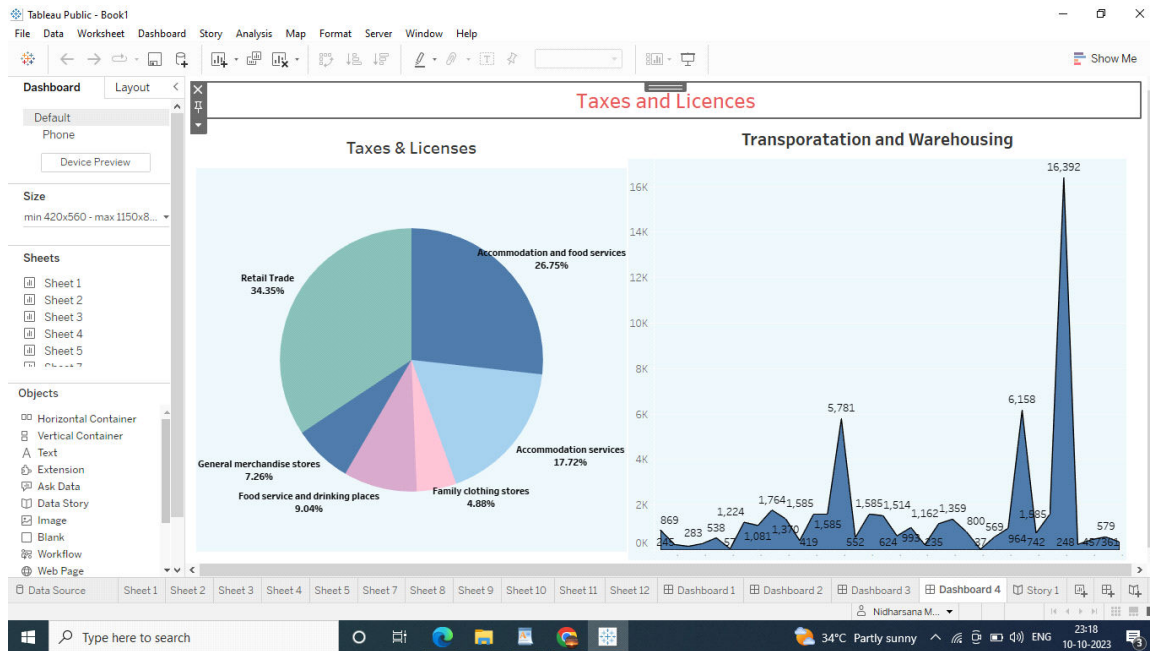 Tableau Public - Book1
File Data Worksheet Dashboard Story Analysis Map Format Server Window Help
Show Me
Dashboard Layout
Default
Phone
Device Preview
Size
min 420x560 - max 1150x8...
Sheets
Sheet 1
Sheet 2
Sheet 3
Sheet 4
Sheet 5
Objects
Horizontal Container
Vertical Container
Text
Extension
Ask Data
Data Story
Image
Blank
Workflow
Web Page
Taxes and Licences
Taxes & Licenses
Accommodation and food services
26.75%
Retail Trade
34.35%
Accommodation services
17.72%
General merchandise stores
7.26%
Family clothing stores
4.88%
Food service and drinking places
9.04%
Transporatation and Warehousing
16K
14K
12K
10K
8K
6K
4K
2K
0K
16,392
6,158
5,781
1,764 1,585 1,585 1,514
1,224 1,162 1,359
869 283 538 800 569 1,585 579
1,081 1,370 1,585
245 57 419 552 624 993 235 37 964 742 248 457 361
Data Source Sheet 1 Sheet 2 Sheet 3 Sheet 4 Sheet 5 Sheet 7 Sheet 8 Sheet 9 Sheet 10 Sheet 11 Sheet 12 Dashboard 1 Dashboard 2 Dashboard 3 Dashboard 4 Story 1
Nidharsana M...
Type here to search
34°C Partly sunny
ENG
23:18
10-10-2023
3